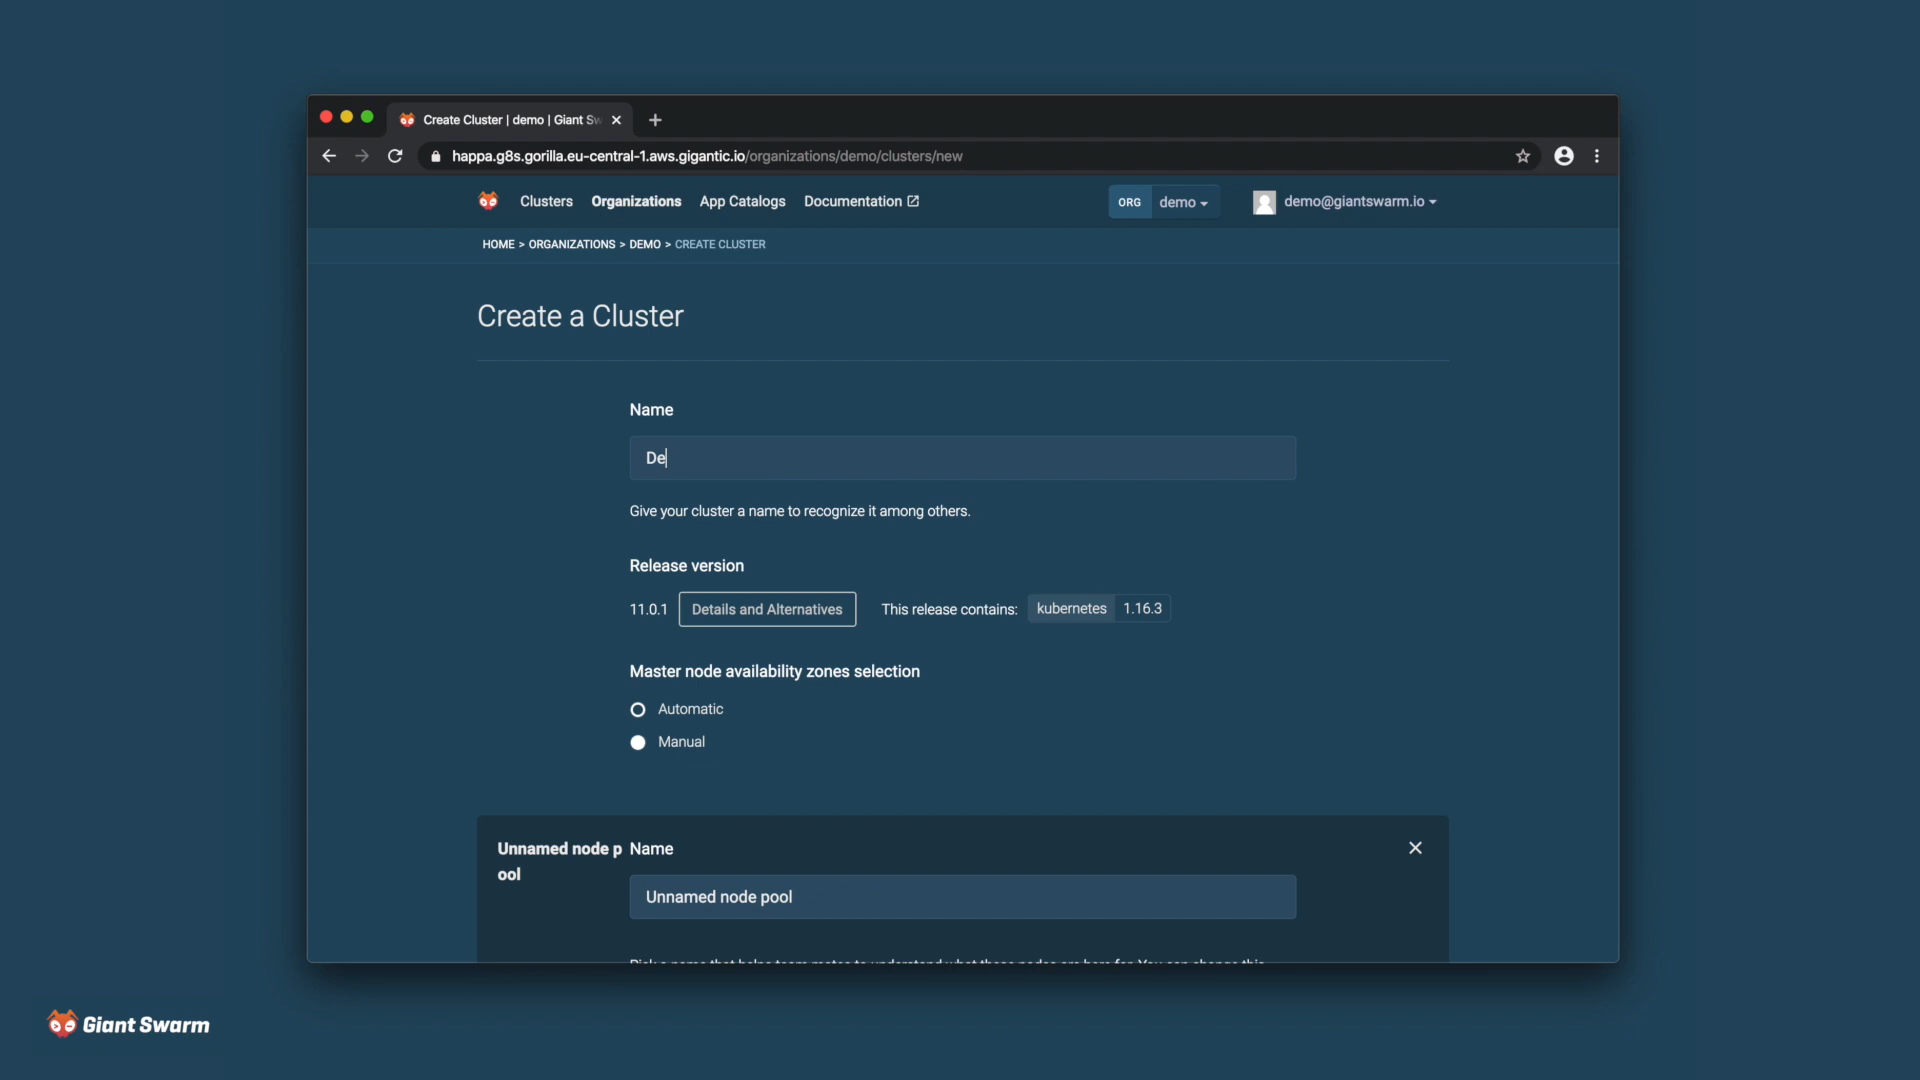 Create Cluster | demo | Giant Sw
happa.g8s.gorilla.eu-central-1.aws.gigantic.io/organizations/demo/clusters/new
Clusters Organizations App Catalogs Documentation ORG demo demo@giantswarm.io
HOME > ORGANIZATIONS > DEMO > CREATE CLUSTER
Create a Cluster
Name
De
Give your cluster a name to recognize it among others.
Release version
11.0.1 Details and Alternatives This release contains: kubernetes 1.16.3
Master node availability zones selection
Automatic
Manual
Unnamed node p
ool
Name
Unnamed node pool
Pick a name that helps team mates to understand what these nodes are here for. You can change this
Giant Swarm